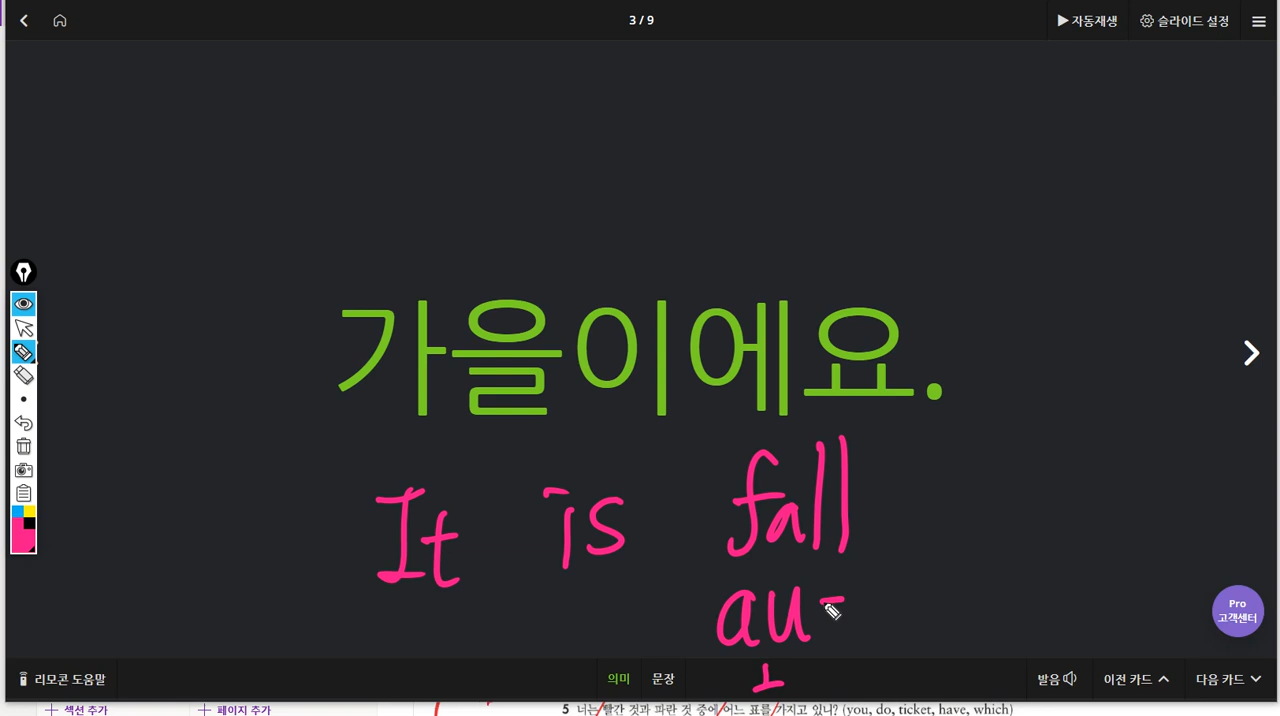 3 / 9
자동재생
슬라이드 설정
가을이에요.
It is fall
au
Pro
고객센터
리모콘 도움말
의미
문장
발음
이전 카드
다음 카드
섹션 추가
페이지 추가
5 너는 빨간 것과 파란 것 중에 어느 표를 가지고 있니? (you, do, ticket, have, which)